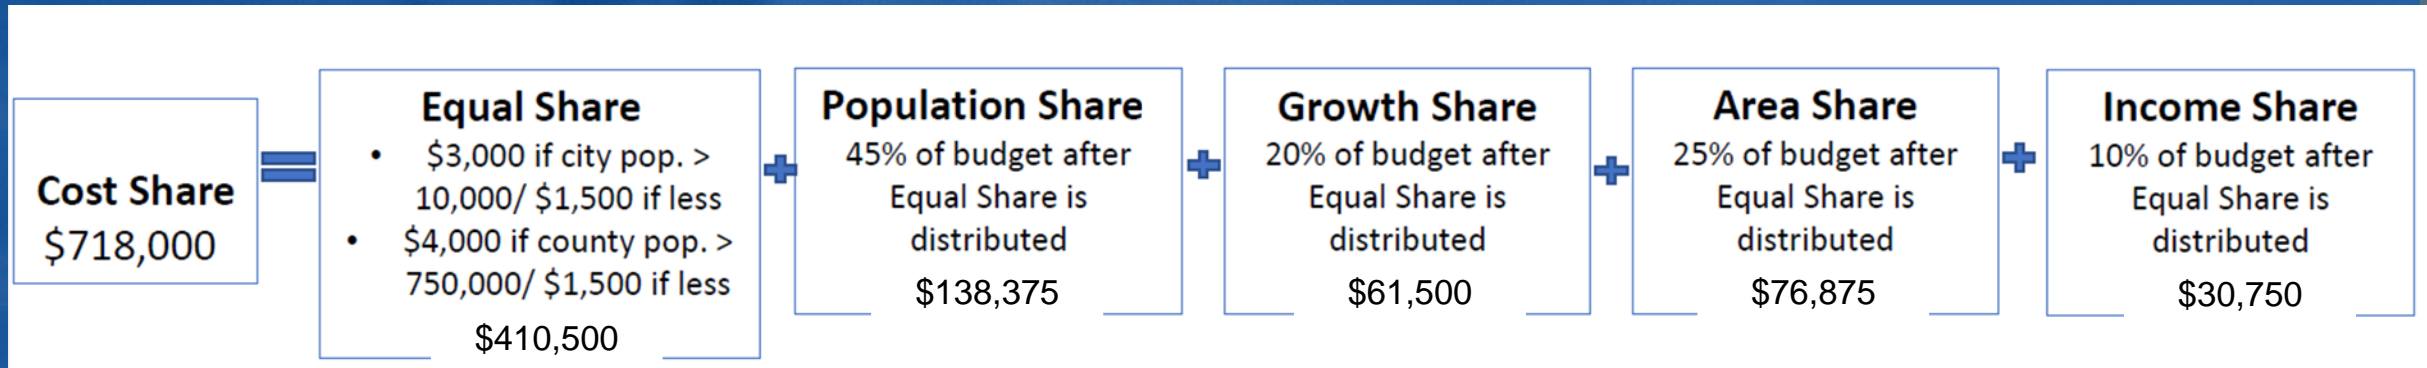 Cost Share
$718,000
Equal Share
• $3,000 if city pop. >
10,000/ $1,500 if less
• $4,000 if county pop. >
750,000/ $1,500 if less
$410,500
Population Share
45% of budget after
Equal Share is
distributed
$138,375
Growth Share
20% of budget after
Equal Share is
distributed
$61,500
Area Share
25% of budget after
Equal Share is
distributed
$76,875
Income Share
10% of budget after
Equal Share is
distributed
$30,750